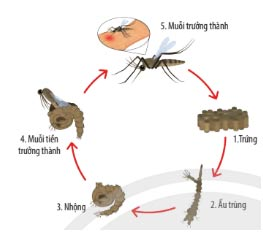 5. Muỗi trưởng thành
1.Trứng
2. Ấu trùng
3. Nhộng
4. Muỗi tiền
trưởng thành